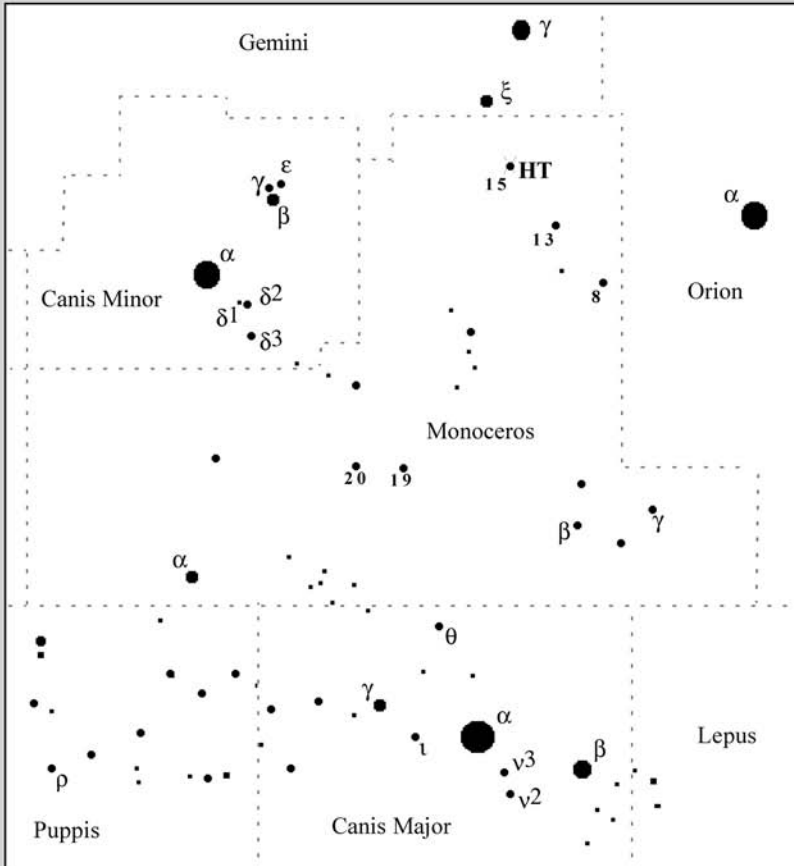 Gemini
γ
ξ
ε
γ
β
15 HT
α
13
α
Canis Minor
δ1
δ2
8
Orion
δ3
Monoceros
20
19
β
γ
α
θ
γ
α
ι
ν3
β
Lepus
ρ
ν2
Puppis
Canis Major